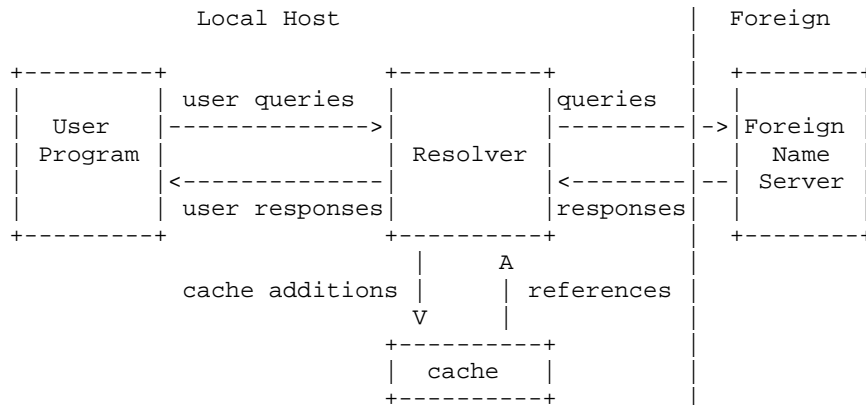 Local Host                        |  Foreign
                                  |
+---------+               +----------+         |  +--------+
|         | user queries  |          |queries  |  |        |
|  User   |-------------->|          |---------|->|Foreign |
| Program |               | Resolver |         |  |  Name  |
|         |<--------------|          |<--------|--| Server |
|         | user responses|          |responses|  |        |
+---------+               +----------+         |  +--------+
                            |     A            |
            cache additions |     | references |
                            V     |            |
                          +----------+         |
                          |  cache   |         |
                          +----------+         |